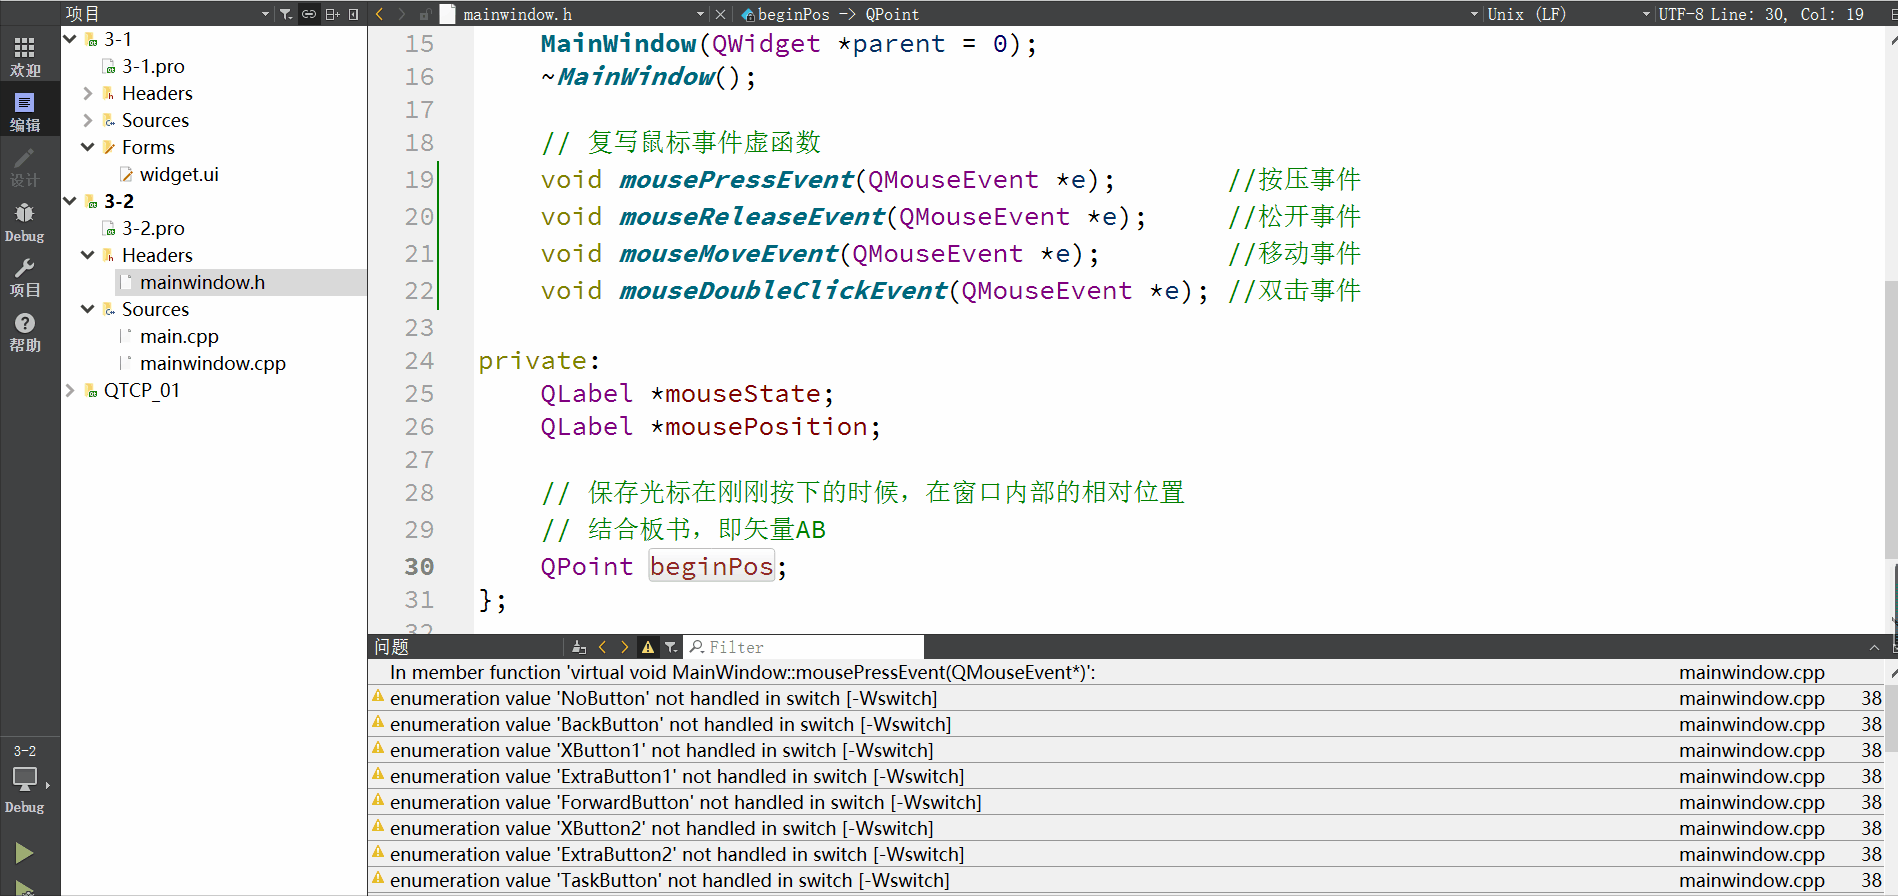 项目
mainwindow.h
beginPos -> QPoint
Unix (LF)
UTF-8 Line: 30, Col: 19
欢迎
编辑
设计
Debug
项目
帮助
3-2
Debug
3-1
3-1.pro
Headers
Sources
Forms
widget.ui
3-2
3-2.pro
Headers
mainwindow.h
Sources
main.cpp
mainwindow.cpp
QTCP_01
15 MainWindow(QWidget *parent = 0);
16 ~MainWindow();
17
18 // 复写鼠标事件虚函数
19 void mousePressEvent(QMouseEvent *e); //按压事件
20 void mouseReleaseEvent(QMouseEvent *e); //松开事件
21 void mouseMoveEvent(QMouseEvent *e); //移动事件
22 void mouseDoubleClickEvent(QMouseEvent *e); //双击事件
23
24 private:
25 QLabel *mouseState;
26 QLabel *mousePosition;
27
28 // 保存光标在刚刚按下的时候，在窗口内部的相对位置
29 // 结合板书，即矢量AB
30 QPoint beginPos;
31 };
32
问题
Filter
In member function 'virtual void MainWindow::mousePressEvent(QMouseEvent*)': mainwindow.cpp
enumeration value 'NoButton' not handled in switch [-Wswitch] mainwindow.cpp 38
enumeration value 'BackButton' not handled in switch [-Wswitch] mainwindow.cpp 38
enumeration value 'XButton1' not handled in switch [-Wswitch] mainwindow.cpp 38
enumeration value 'ExtraButton1' not handled in switch [-Wswitch] mainwindow.cpp 38
enumeration value 'ForwardButton' not handled in switch [-Wswitch] mainwindow.cpp 38
enumeration value 'XButton2' not handled in switch [-Wswitch] mainwindow.cpp 38
enumeration value 'ExtraButton2' not handled in switch [-Wswitch] mainwindow.cpp 38
enumeration value 'TaskButton' not handled in switch [-Wswitch] mainwindow.cpp 38